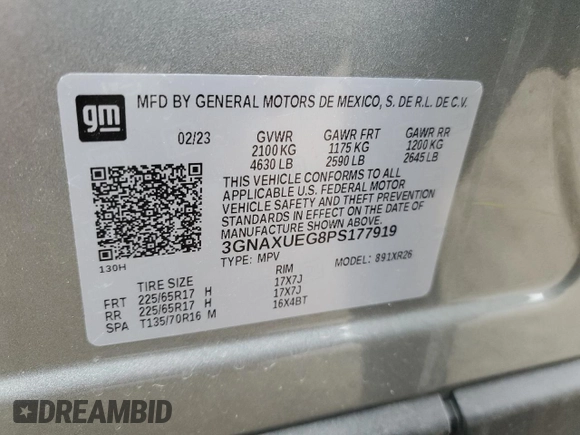 gm
MFD BY GENERAL MOTORS DE MEXICO, S. DE R.L. DE C.V.
02/23 GVWR GAWR FRT GAWR RR
2100 KG 1175 KG 1200 KG
4630 LB 2590 LB 2645 LB
THIS VEHICLE CONFORMS TO ALL
APPLICABLE U.S. FEDERAL MOTOR
VEHICLE SAFETY AND THEFT PREVENTION
STANDARDS IN EFFECT ON THE DATE OF
MANUFACTURE SHOWN ABOVE.
3GNAXUEG8PS177919
130H TYPE: MPV MODEL: 891XR26
TIRE SIZE RIM
FRT 225/65R17 H 17X7J
RR 225/65R17 H 17X7J
SPA T135/70R16 M 16X4BT
DREAMBID